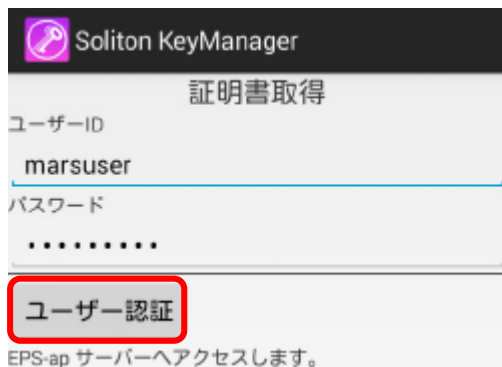 Soliton KeyManager
証明書取得
ユーザーID
marsuser
パスワード
•••••••••
ユーザー認証
EPS-ap サーバーへアクセスします。